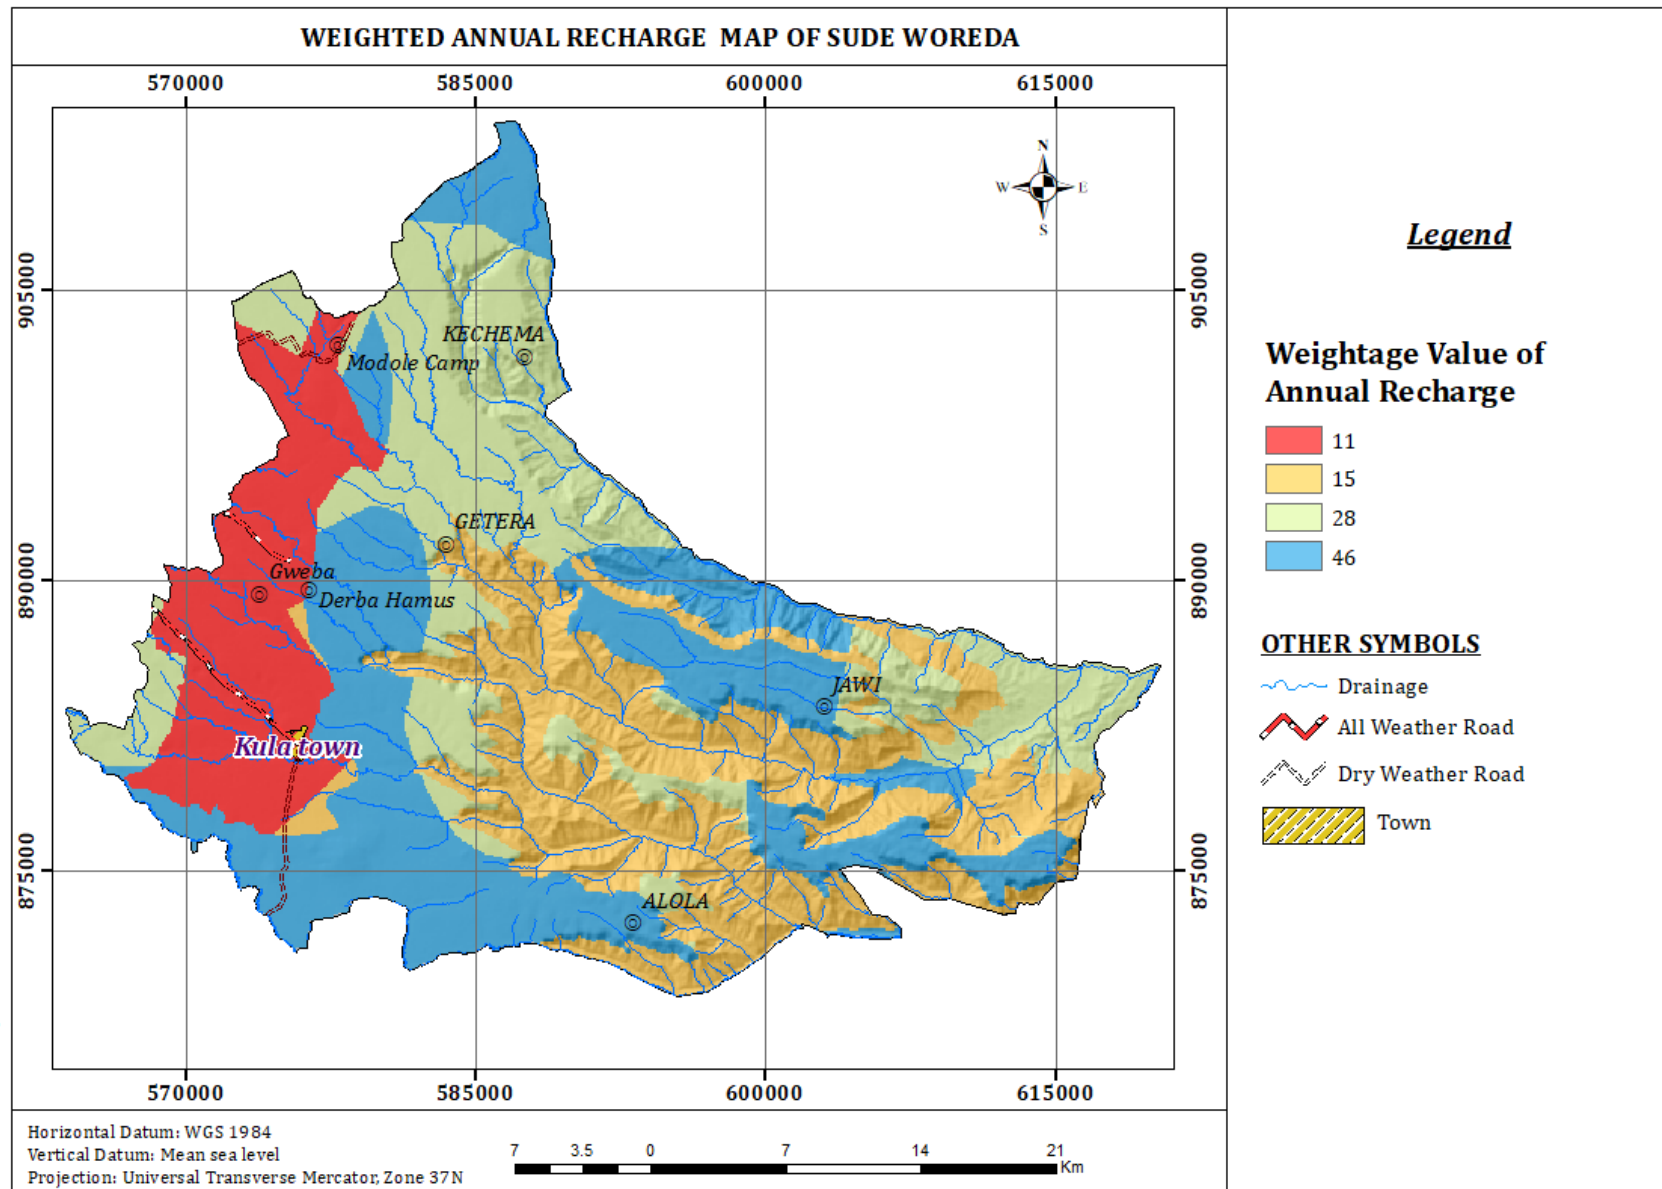 WEIGHTED ANNUAL RECHARGE MAP OF SUDE WOREDA
570000 585000 600000 615000
N
W E
S
905000 905000
KECHEMA
Modole Camp
GETERA
890000 890000
Gweba
Derba Hamus
JAWI
Kula town
875000 875000
ALOLA
570000 585000 600000 615000
Horizontal Datum: WGS 1984
Vertical Datum: Mean sea level
Projection: Universal Transverse Mercator, Zone 37N
7 3.5 0 7 14 21
Km
Legend
Weightage Value of
Annual Recharge
11
15
28
46
OTHER SYMBOLS
Drainage
All Weather Road
Dry Weather Road
Town